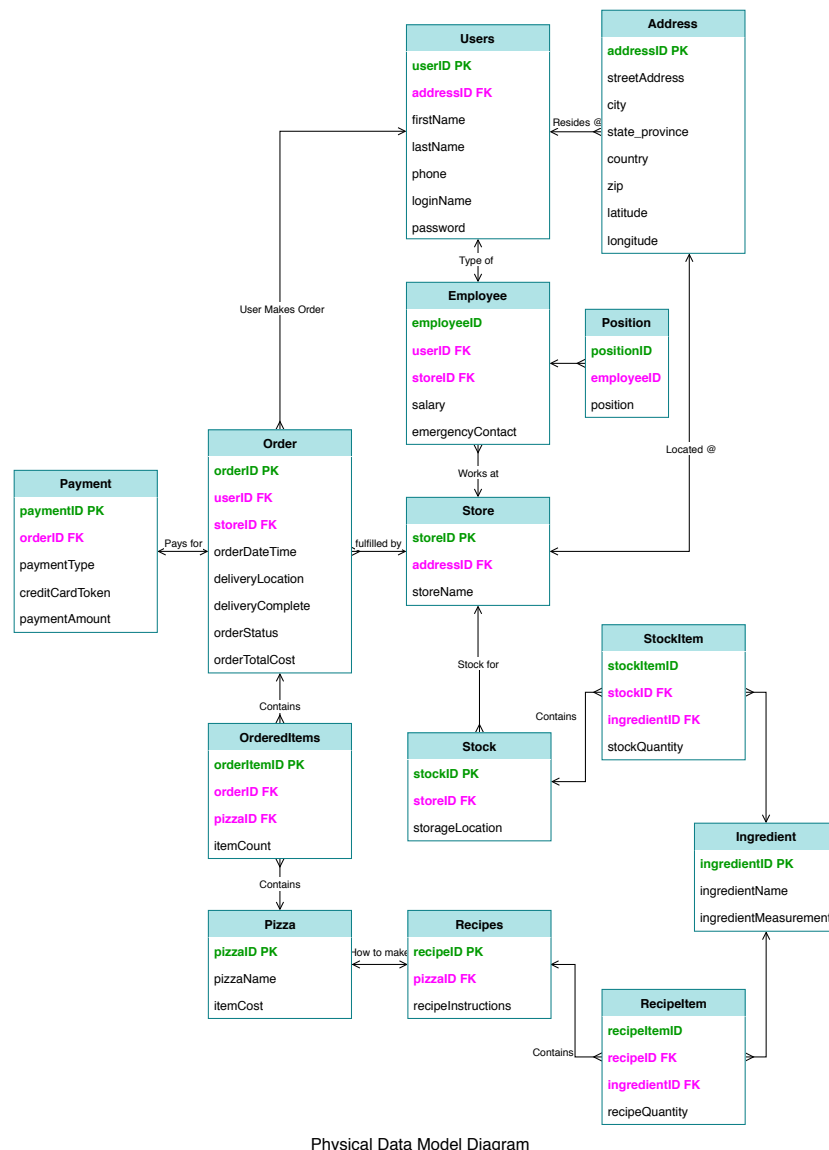 Users
userID PK
addressID FK
firstName
lastName
phone
loginName
password
Address
addressID PK
streetAddress
city
state_province
country
zip
latitude
longitude
Resides @
Type of
User Makes Order
Employee
employeeID
userID FK
storeID FK
salary
emergencyContact
Position
positionID
employeeID
position
Located @
Works at
Order
orderID PK
userID FK
storeID FK
orderDateTime
deliveryLocation
deliveryComplete
orderStatus
orderTotalCost
Payment
paymentID PK
orderID FK
paymentType
creditCardToken
paymentAmount
Pays for
fulfilled by
Store
storeID PK
addressID FK
storeName
Stock for
StockItem
stockItemID
stockID FK
ingredientID FK
stockQuantity
Contains
Contains
OrderedItems
orderItemID PK
orderID FK
pizzaID FK
itemCount
Stock
stockID PK
storeID FK
storageLocation
Ingredient
ingredientID PK
ingredientName
ingredientMeasurement
Contains
Pizza
pizzaID PK
pizzaName
itemCost
How to make
Recipes
recipeID PK
pizzaID FK
recipeInstructions
Contains
RecipeItem
recipeItemID
recipeID FK
ingredientID FK
recipeQuantity
Physical Data Model Diagram